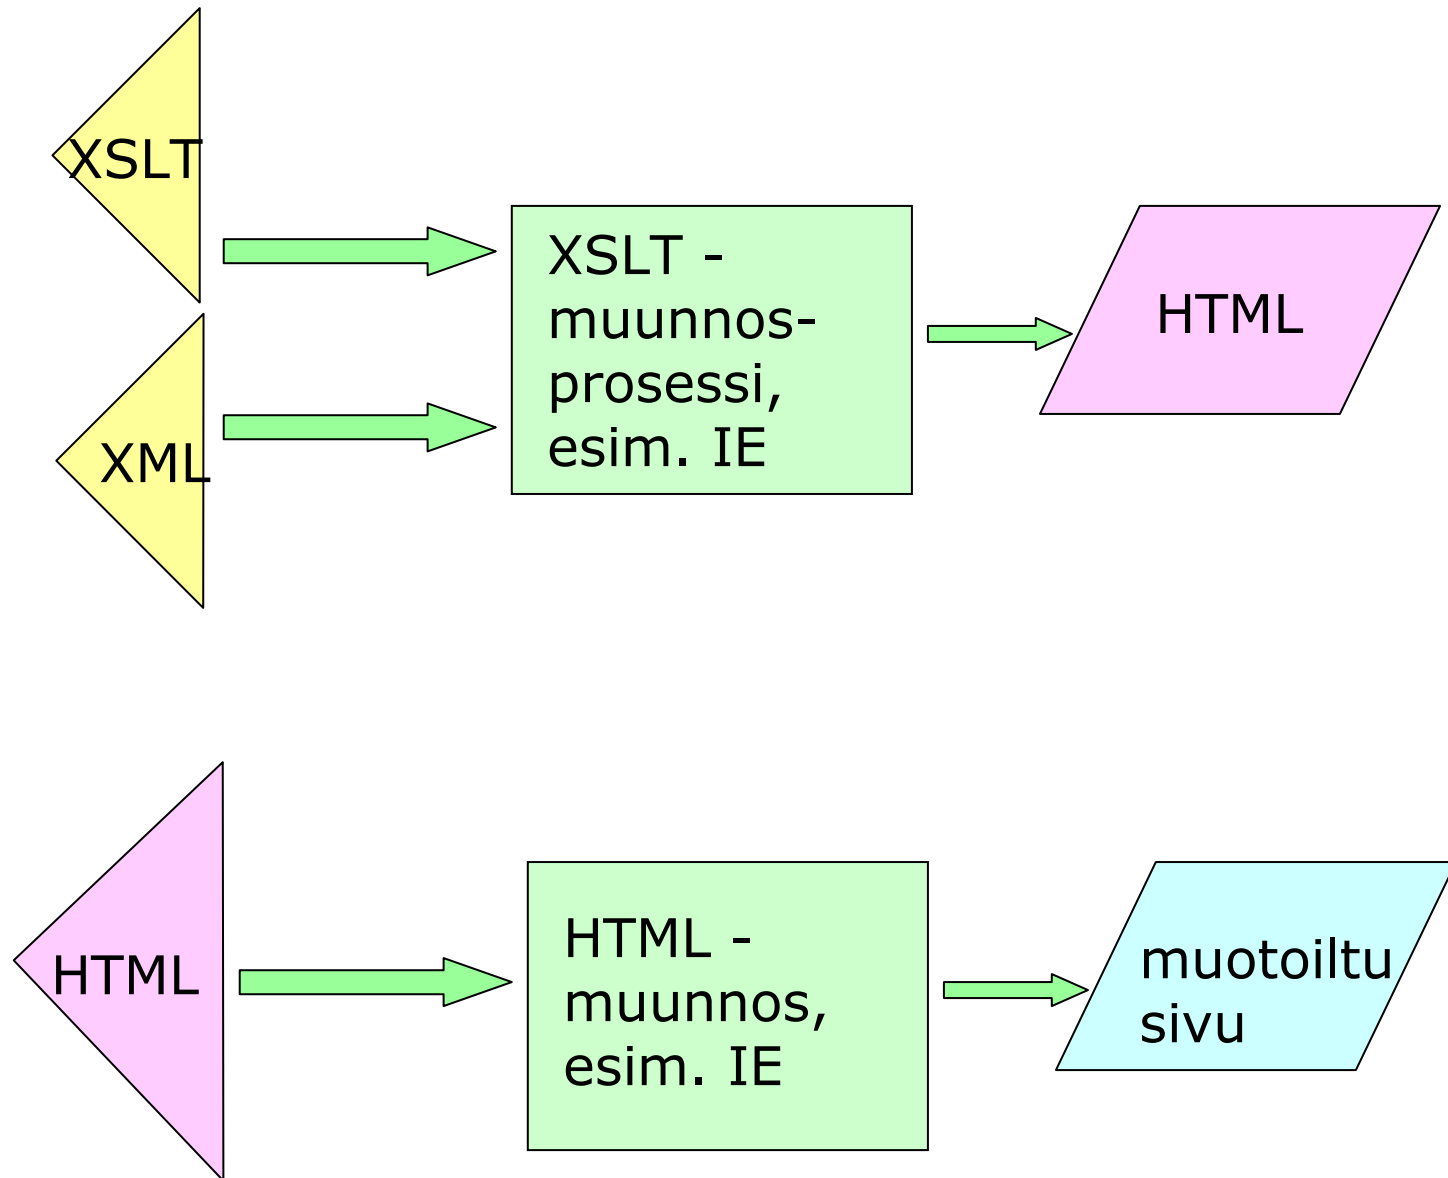 XSLT
XML
XSLT -
muunnos-
prosessi,
esim. IE
HTML
HTML
HTML -
muunnos,
esim. IE
muotoiltu
sivu